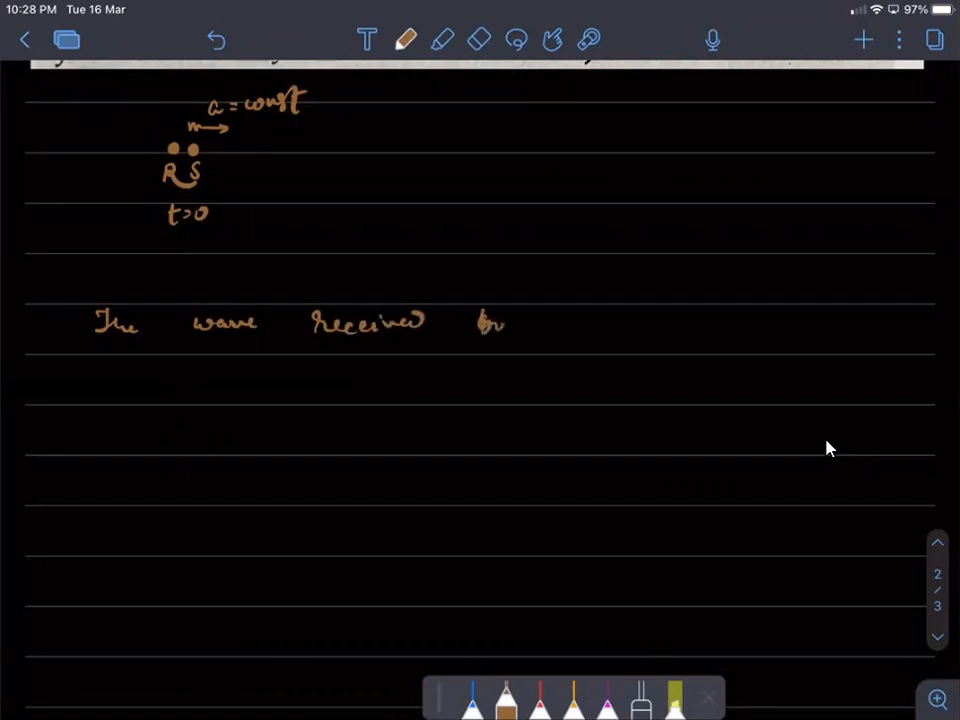 10:28 PM Tue 16 Mar
97%
a = const
m
R S
t=0
The wave received
2
/
3